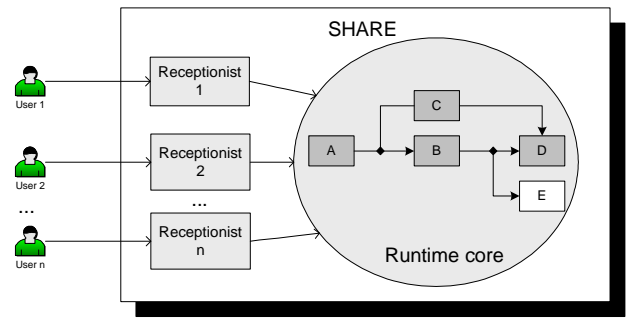 SHARE
User 1
Receptionist
1
User 2
Receptionist
2
...
...
User n
Receptionist
n
A
C
B
D
E
Runtime core